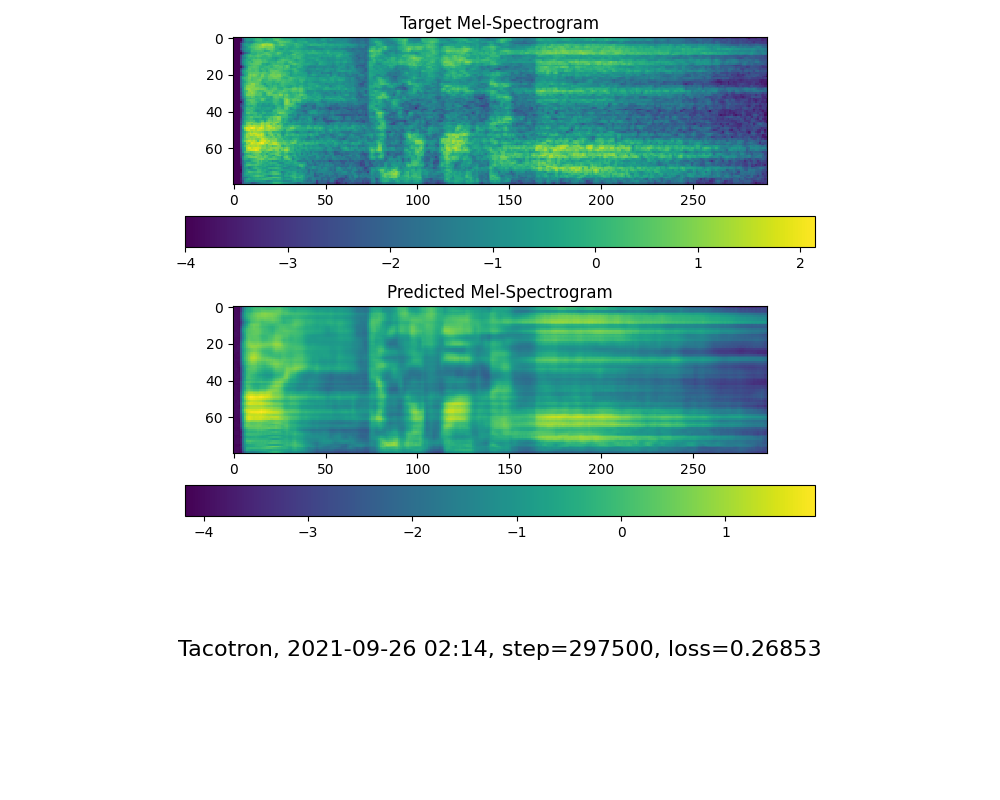 Target Mel-Spectrogram
0
20
40
60
0 50 100 150 200 250
−4 −3 −2 −1 0 1 2
Predicted Mel-Spectrogram
0
20
40
60
0 50 100 150 200 250
−4 −3 −2 −1 0 1
Tacotron, 2021-09-26 02:14, step=297500, loss=0.26853